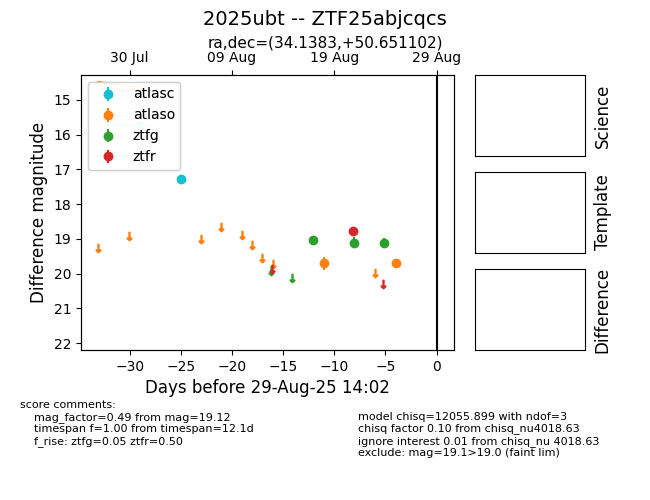 2025ubt -- ZTF25abjcqcs
ra,dec=(34.1383,+50.651102)
30 Jul
09 Aug
19 Aug
29 Aug
atlasc
atlaso
ztfg
ztfr
15
16
17
18
19
20
21
22
Difference magnitude
−30
−25
−20
−15
−10
−5
0
Days before 29-Aug-25 14:02
Science
Template
Difference
score comments:
mag_factor=0.49 from mag=19.12
timespan f=1.00 from timespan=12.1d
f_rise: ztfg=0.05 ztfr=0.50
model chisq=12055.899 with ndof=3
chisq factor 0.10 from chisq_nu4018.63
ignore interest 0.01 from chisq_nu 4018.63
exclude: mag=19.1>19.0 (faint lim)